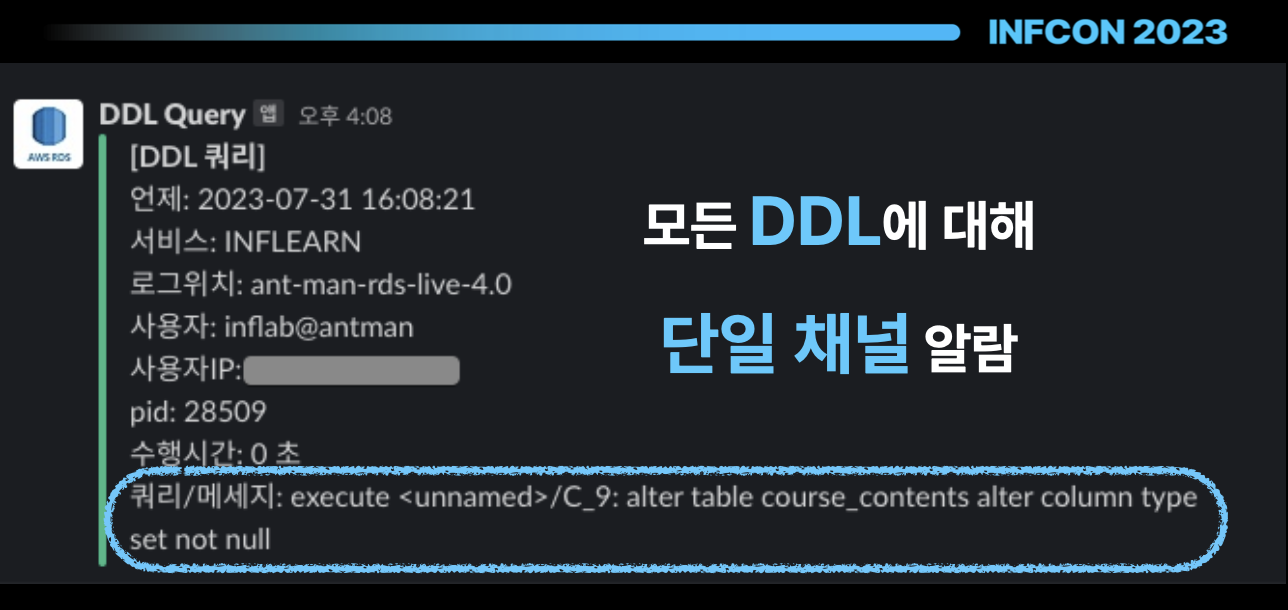 INFCON 2023
AWS RDS
DDL Query 앱 오후 4:08
[DDL 쿼리]
언제: 2023-07-31 16:08:21
서비스: INFLEARN
로그위치: ant-man-rds-live-4.0
사용자: inflab@antman
사용자IP:
pid: 28509
수행시간: 0 초
쿼리/메세지: execute <unnamed>/C_9: alter table course_contents alter column type
set not null
모든 DDL에 대해
단일 채널 알람